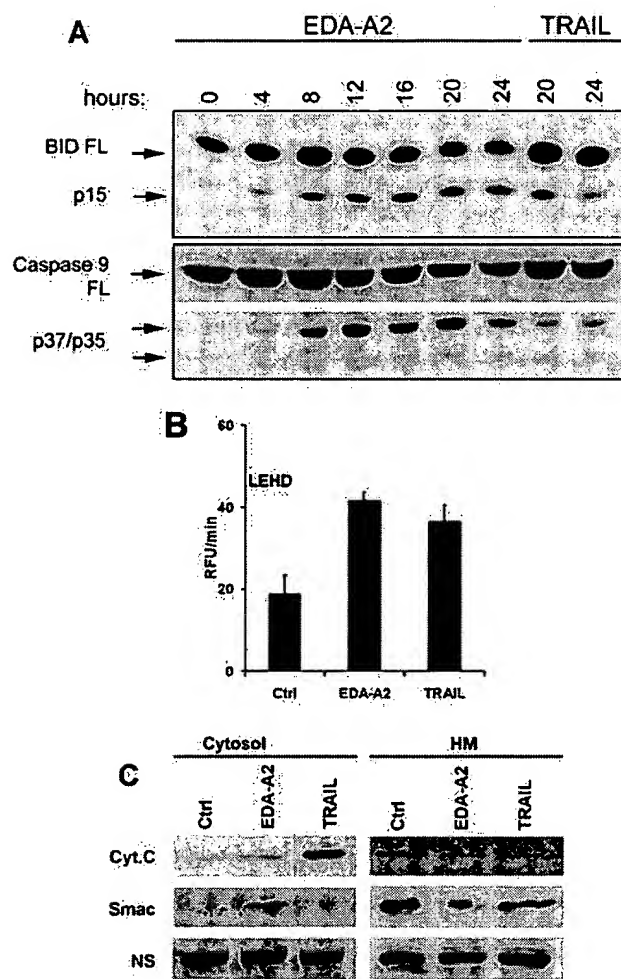 A
EDA-A2 TRAIL
hours: 0 4 8 12 16 20 24 20 24
BID FL
p15
Caspase 9
FL
p37/p35
B
60
LEHD
40
RFU/min
20
0
Ctrl EDA-A2 TRAIL
Cytosol HM
C
Ctrl EDA-A2 TRAIL Ctrl EDA-A2 TRAIL
Cyt.C
Smac
NS